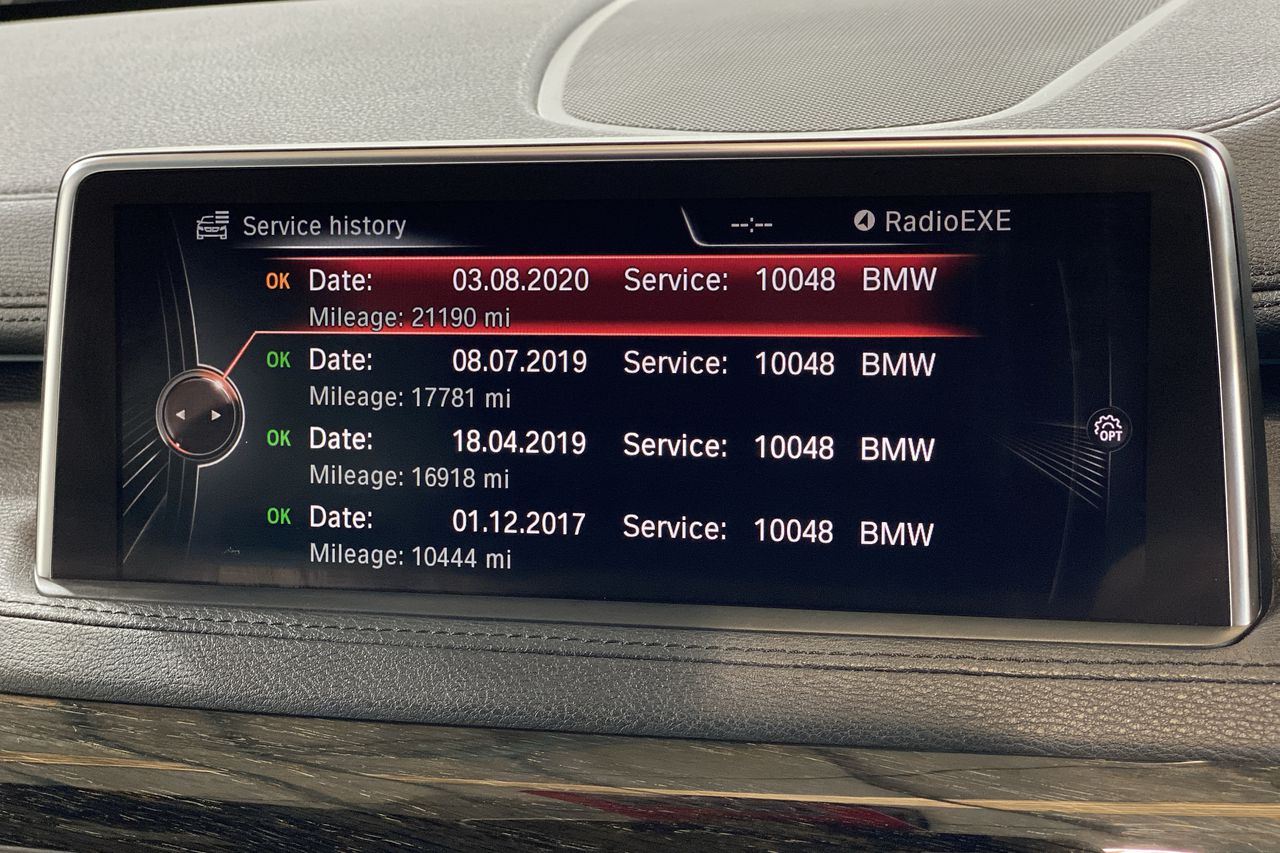 Service history --:-- RadioEXE
OK Date: 03.08.2020 Service: 10048 BMW
Mileage: 21190 mi
OK Date: 08.07.2019 Service: 10048 BMW
Mileage: 17781 mi
OK Date: 18.04.2019 Service: 10048 BMW
Mileage: 16918 mi
OPT
OK Date: 01.12.2017 Service: 10048 BMW
Mileage: 10444 mi